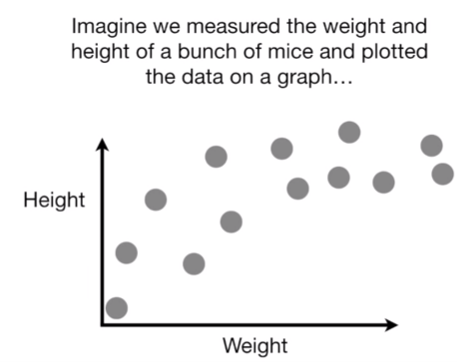 Imagine we measured the weight and
height of a bunch of mice and plotted
the data on a graph…
Height
Weight